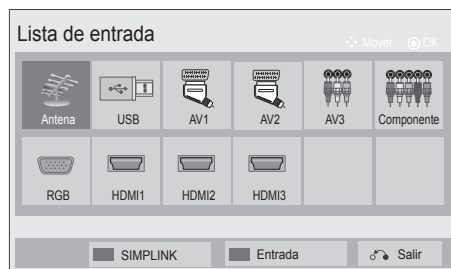 Lista de entrada
Mover OK
Antena USB AV1 AV2 AV3 Componente
RGB HDMI1 HDMI2 HDMI3
SIMPLINK Entrada Salir